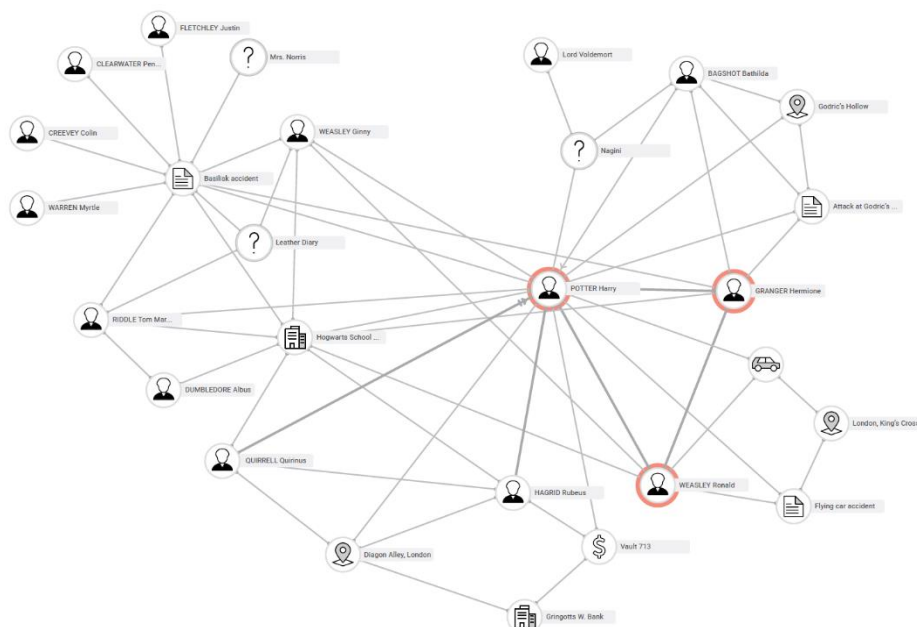 FLETCHLEY Justin
Lord Voldemort
Mrs. Norris
CLEARWATER Pen...
BAGSHOT Bathilda
Godric's Hollow
CREEVEY Colin
WEASLEY Ginny
Nagini
Basilisk accident
WARREN Myrtle
Attack at Godric's ...
Leather Diary
POTTER Harry
GRANGER Hermione
RIDDLE Tom Mar...
Hogwarts School ...
DUMBLEDORE Albus
London, King's Cross
QUIRRELL Quirinus
HAGRID Rubeus
WEASLEY Ronald
Flying car accident
Diagon Alley, London
Vault 713
Gringotts W. Bank